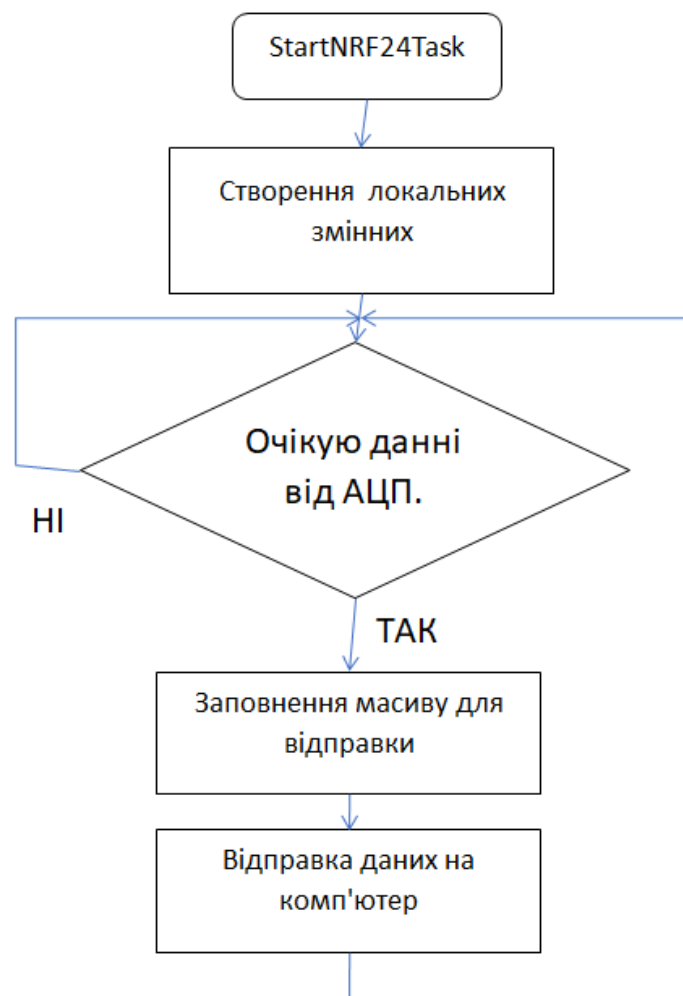 StartNRF24Task
Створення локальних
змінних
Очікую данні
від АЦП.
НІ
ТАК
Заповнення масиву для
відправки
Відправка даних на
комп'ютер